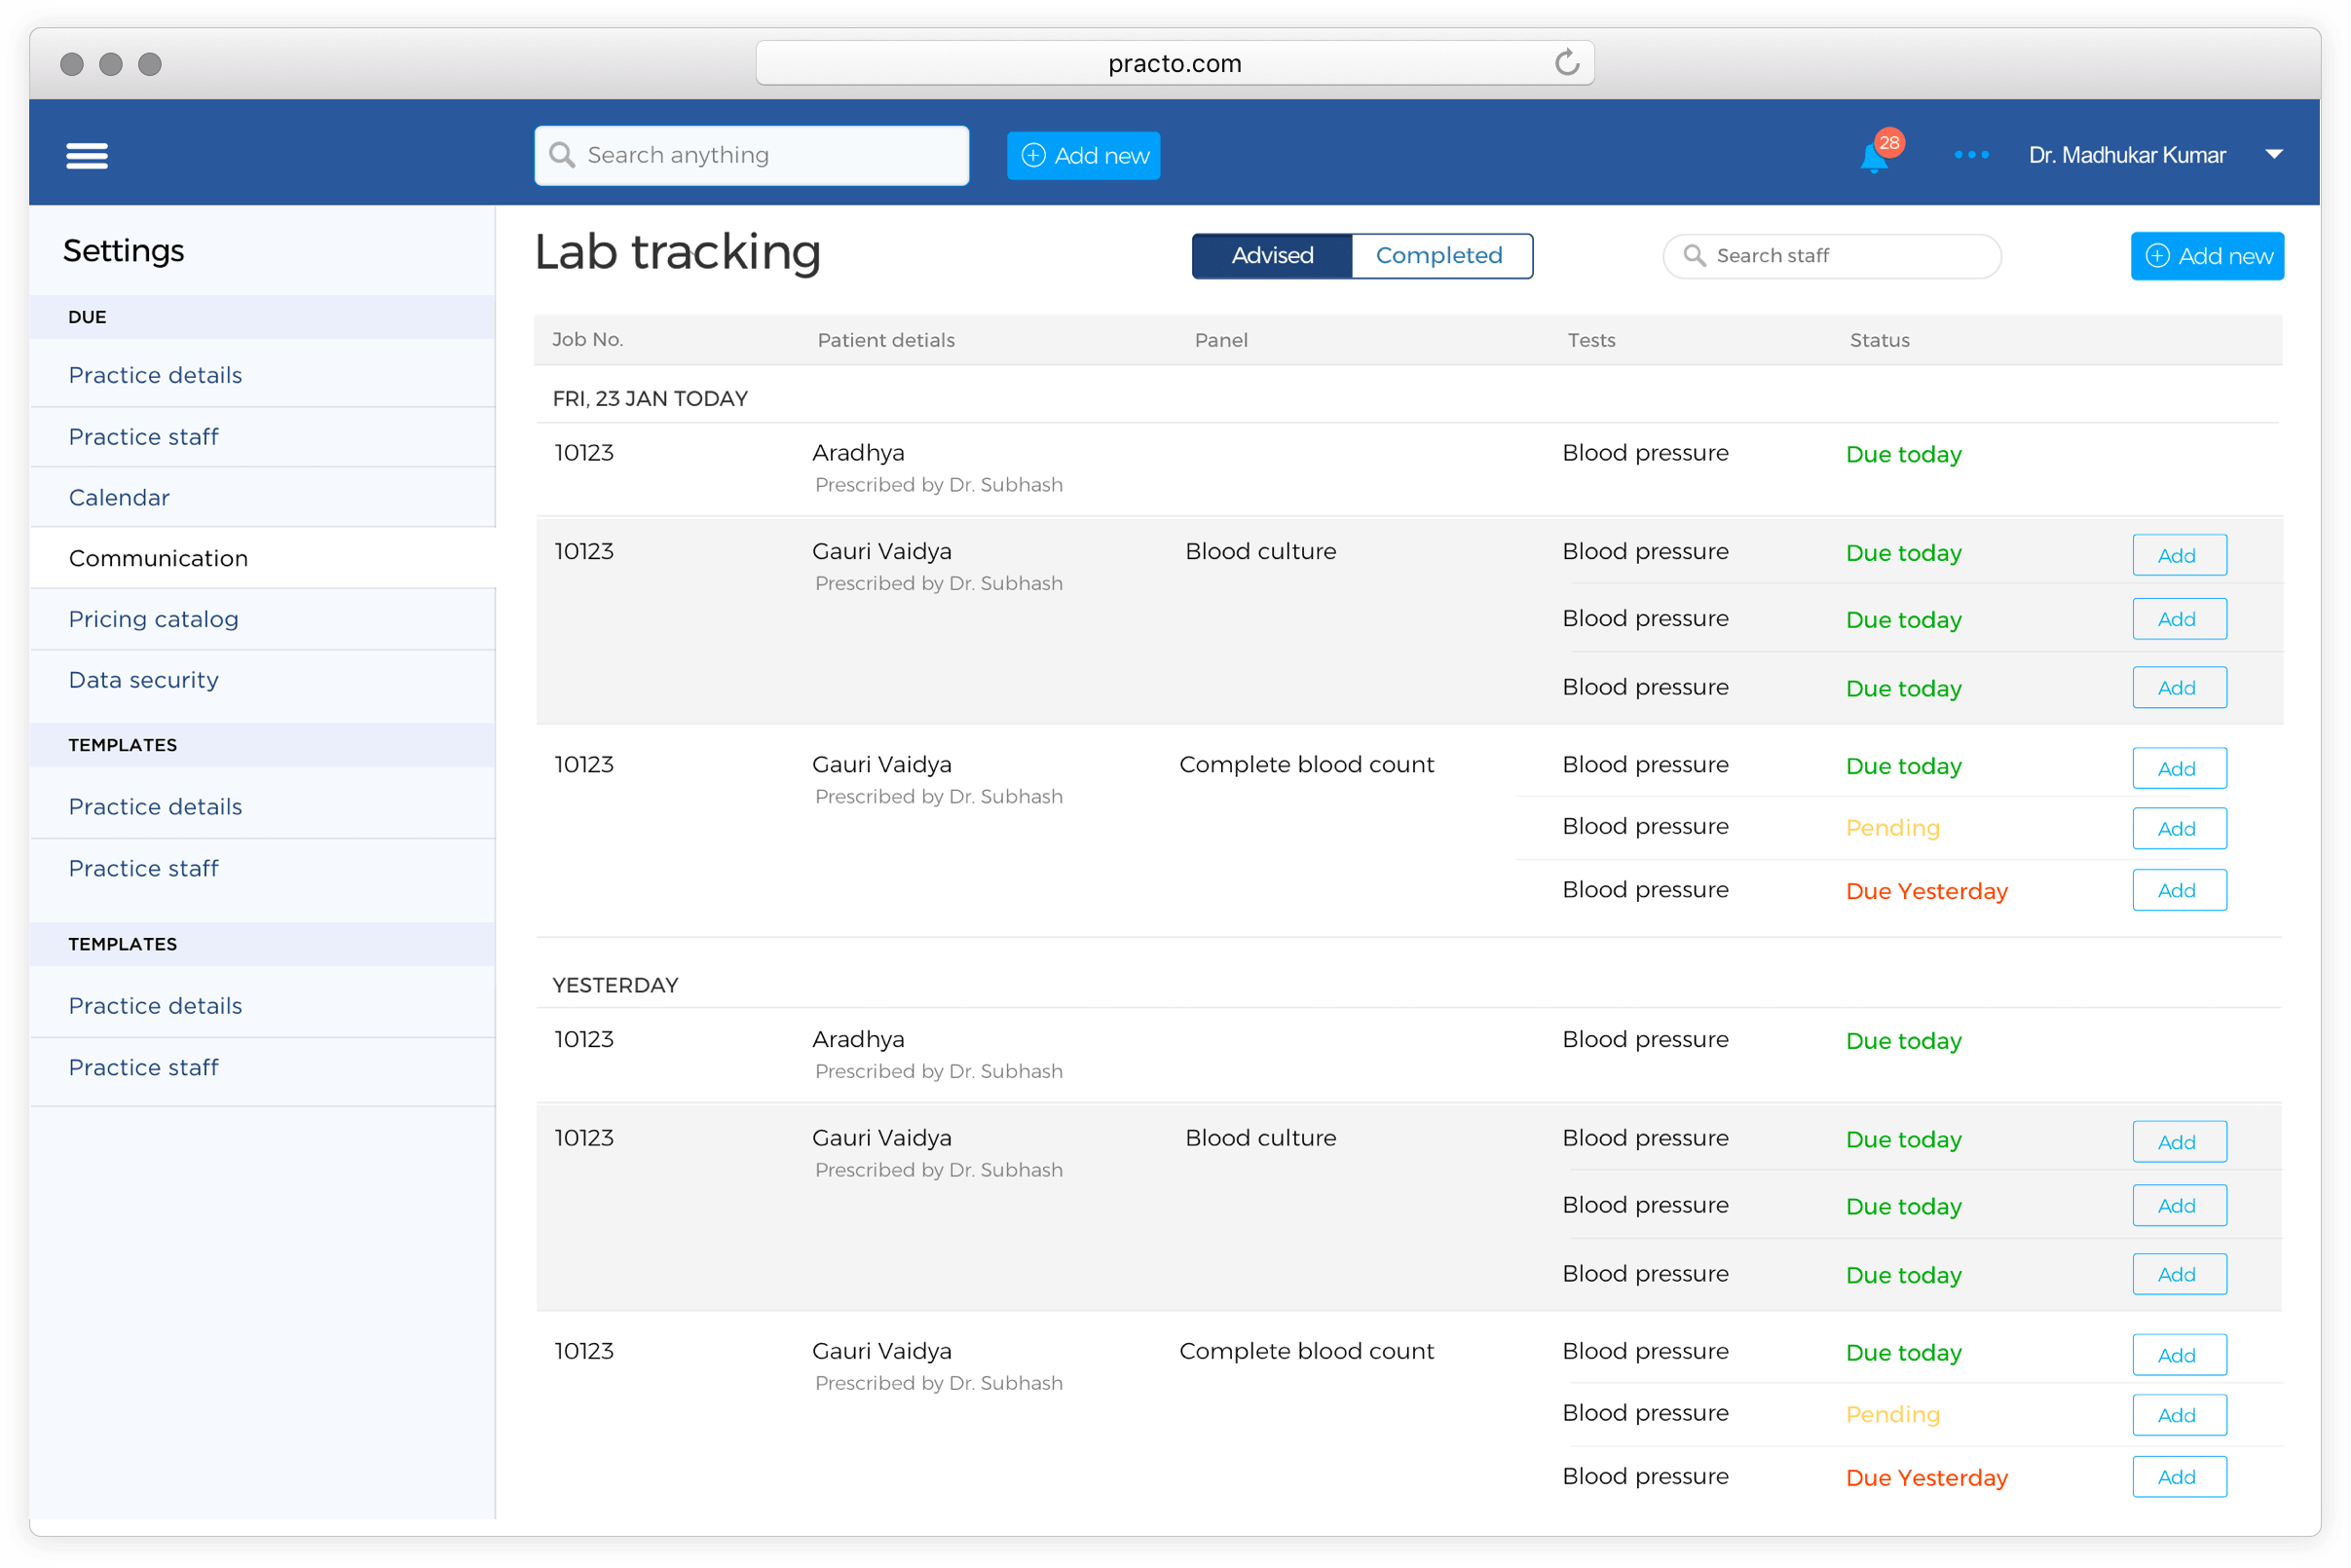 practo.com
Search anything
Add new
28
Dr. Madhukar Kumar
Settings
DUE
Practice details
Practice staff
Calendar
Communication
Pricing catalog
Data security
TEMPLATES
Practice details
Practice staff
TEMPLATES
Practice details
Practice staff
Lab tracking
Advised Completed
Search staff
Add new
Job No. Patient detials Panel Tests Status
FRI, 23 JAN TODAY
10123 Aradhya Blood pressure Due today
Prescribed by Dr. Subhash
10123 Gauri Vaidya Blood culture Blood pressure Due today Add
Prescribed by Dr. Subhash
Blood pressure Due today Add
Blood pressure Due today Add
10123 Gauri Vaidya Complete blood count Blood pressure Due today Add
Prescribed by Dr. Subhash
Blood pressure Pending Add
Blood pressure Due Yesterday Add
YESTERDAY
10123 Aradhya Blood pressure Due today
Prescribed by Dr. Subhash
10123 Gauri Vaidya Blood culture Blood pressure Due today Add
Prescribed by Dr. Subhash
Blood pressure Due today Add
Blood pressure Due today Add
10123 Gauri Vaidya Complete blood count Blood pressure Due today Add
Prescribed by Dr. Subhash
Blood pressure Pending Add
Blood pressure Due Yesterday Add